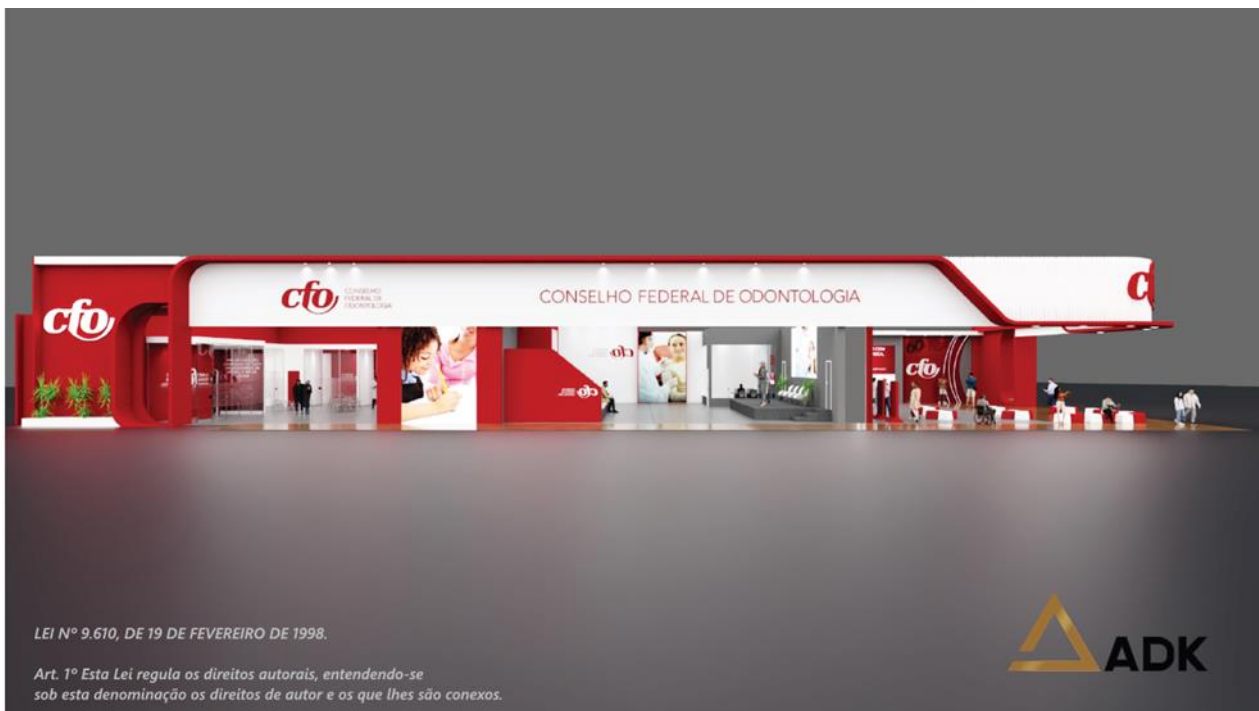 cfo
cfo
CONSELHO
FEDERAL DE
ODONTOLOGIA
CONSELHO FEDERAL DE ODONTOLOGIA
cfo
cfo
cfo
LEI Nº 9.610, DE 19 DE FEVEREIRO DE 1998.
Art. 1º Esta Lei regula os direitos autorais, entendendo-se
sob esta denominação os direitos de autor e os que lhes são conexos.
ADK